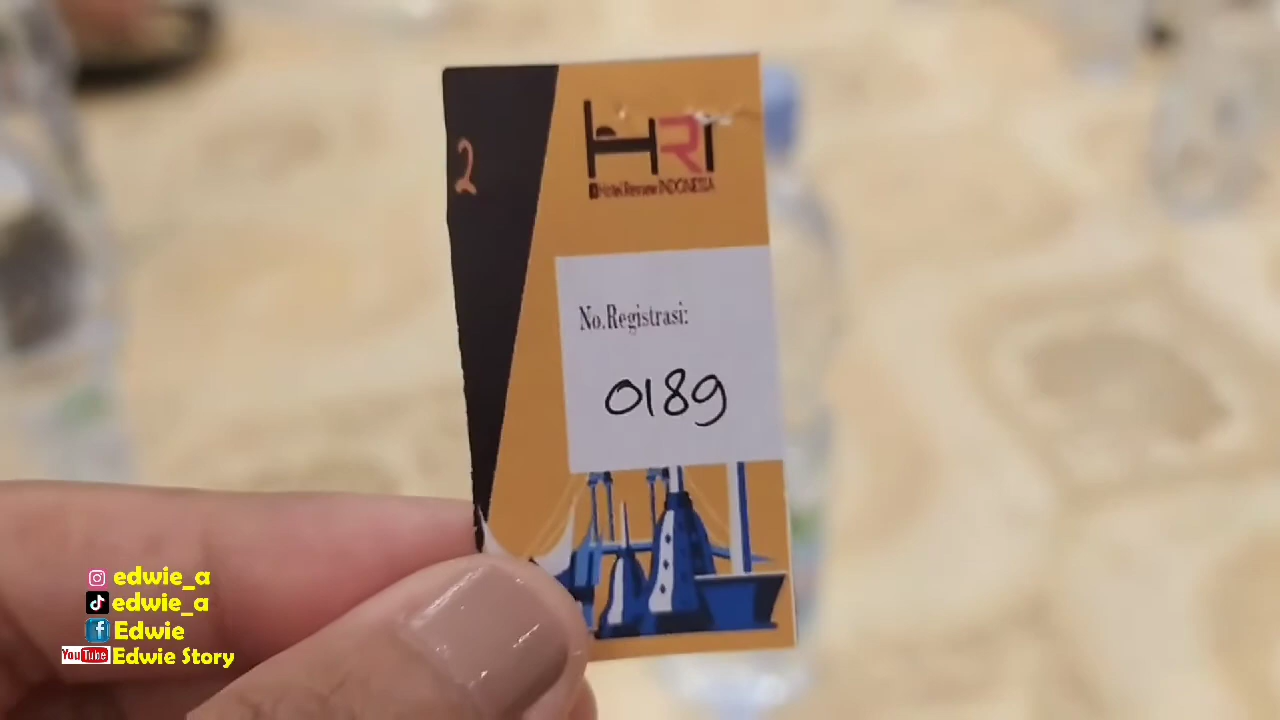 2
HRI
Hotel Review INDONESIA
No.Registrasi:
0189
edwie_a
edwie_a
Edwie
YouTube Edwie Story